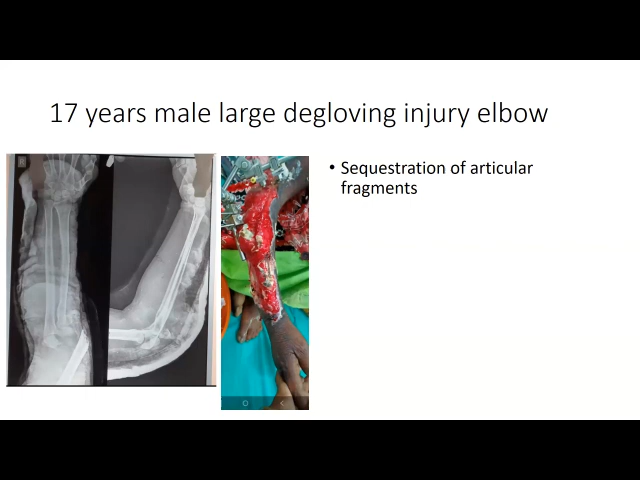 17 years male large degloving injury elbow
• Sequestration of articular
fragments